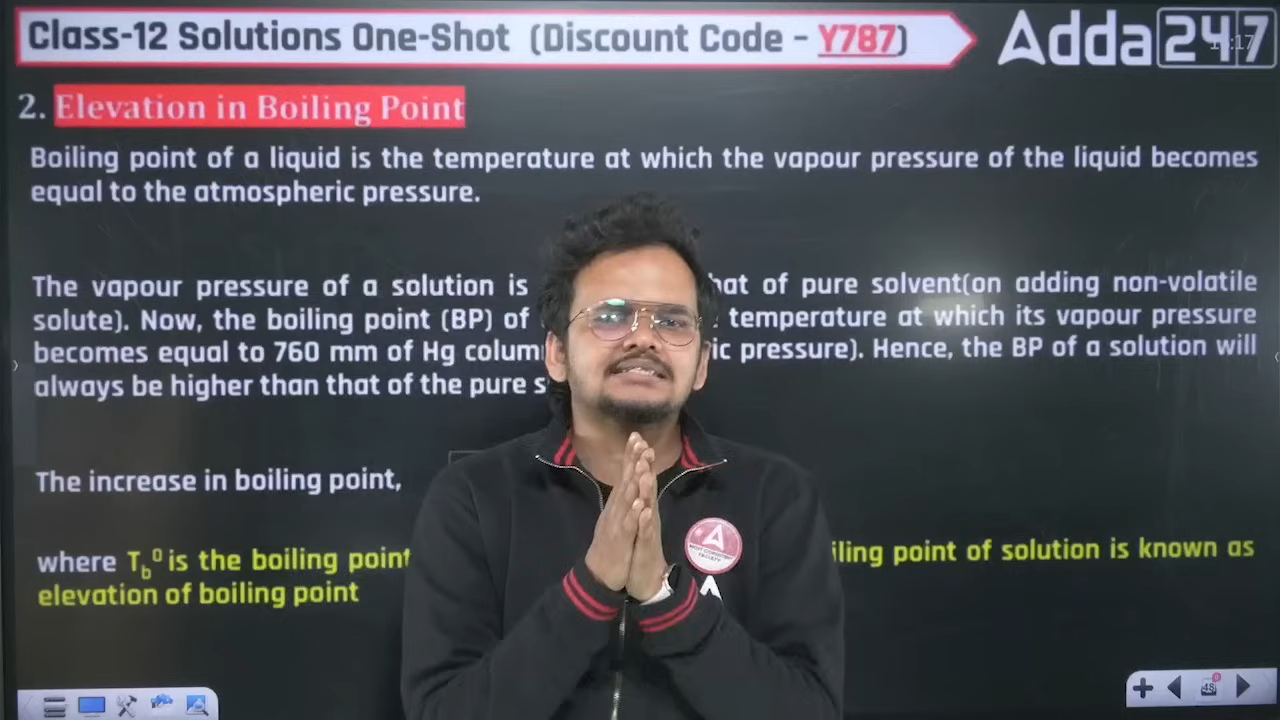 Class-12 Solutions One-Shot (Discount Code - Y787)
Adda247
2. Elevation in Boiling Point
Boiling point of a liquid is the temperature at which the vapour pressure of the liquid becomes
equal to the atmospheric pressure.
The vapour pressure of a solution is hat of pure solvent(on adding non-volatile
solute). Now, the boiling point (BP) of temperature at which its vapour pressure
becomes equal to 760 mm of Hg colum ic pressure). Hence, the BP of a solution will
always be higher than that of the pure s
The increase in boiling point,
where T_b^0 is the boiling point iling point of solution is known as
elevation of boiling point
MOST CONSISTENT
FACULTY